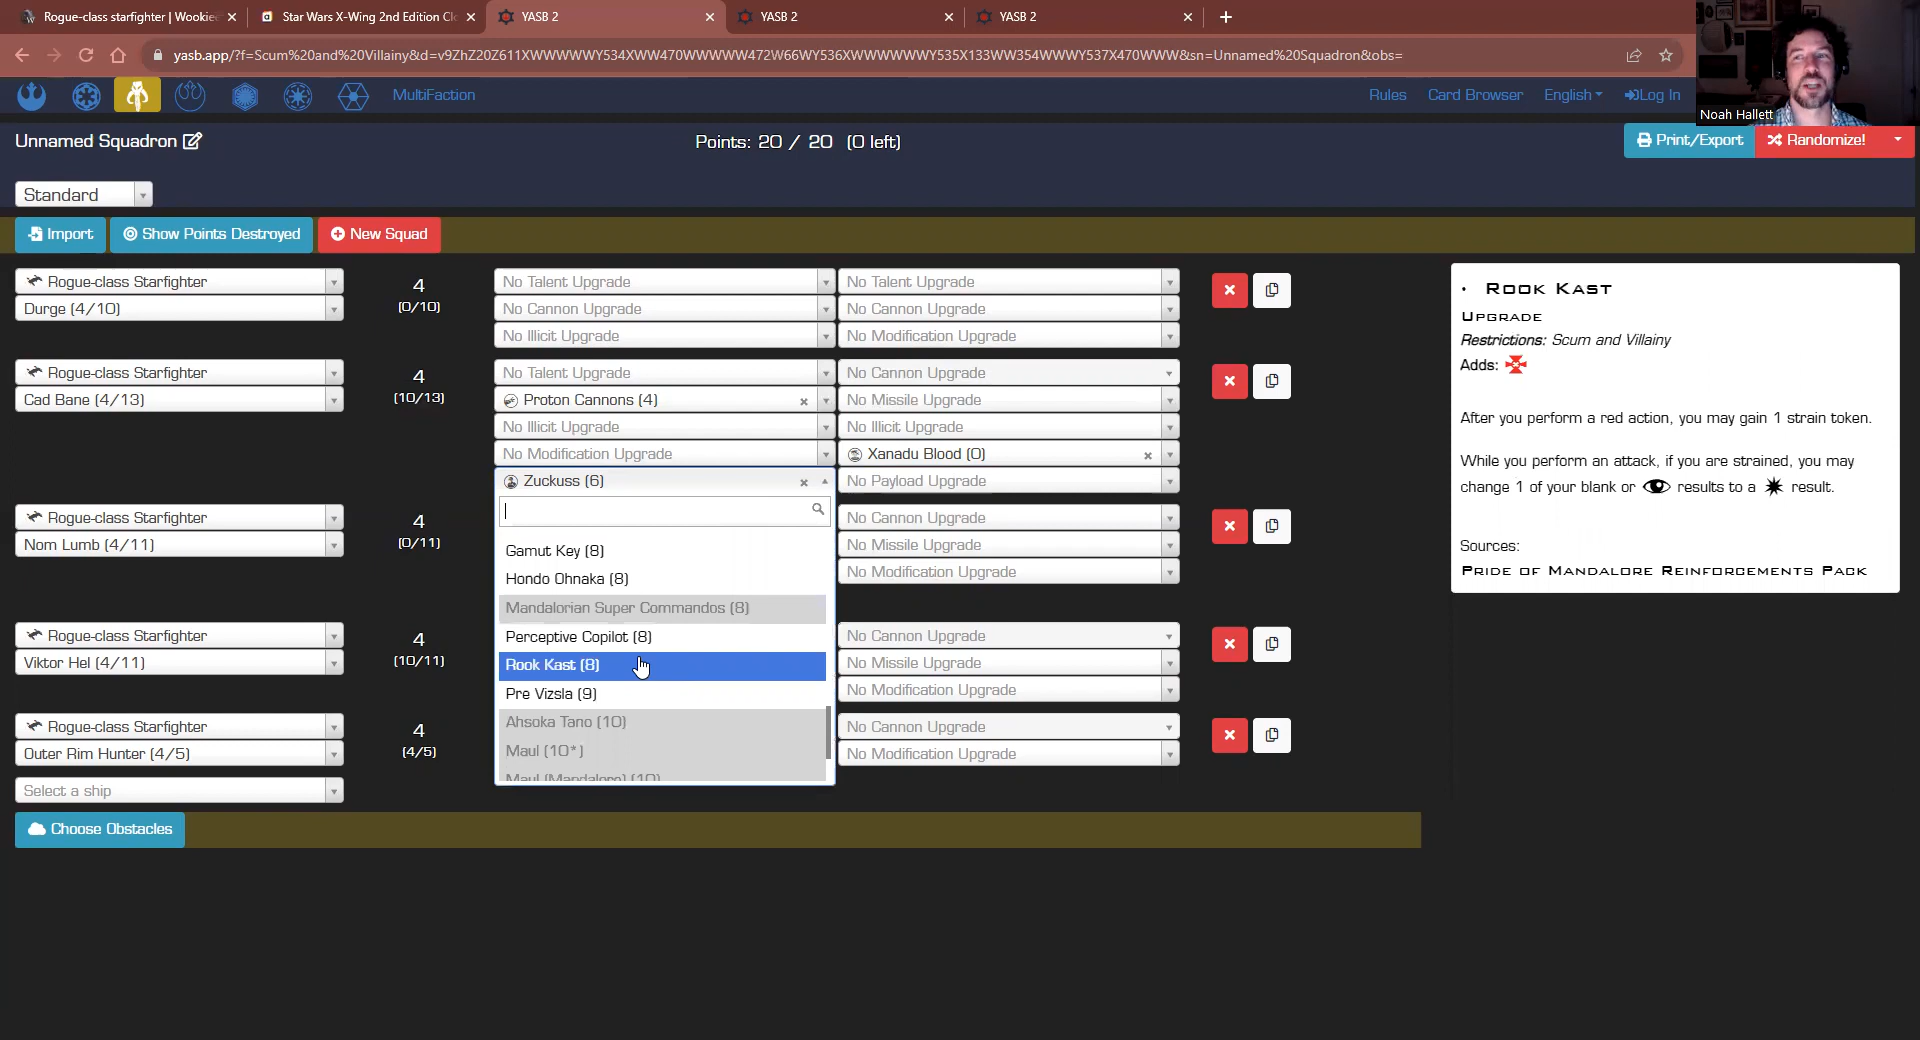 Rogue-class starfighter | Wookie
Star Wars X-Wing 2nd Edition Cl
YASB 2
YASB 2
YASB 2
yasb.app/?f=Scum%20and%20Villainy&d=v9ZhZ20Z611XWWWWWY534XWW470WWWWW472W66WY536XWWWWWWY535X133WW354WWWY537X470WWW&sn=Unnamed%20Squadron&obs=
Noah Hallett
MultiFaction
Rules Card Browser English Log In
Unnamed Squadron
Points: 20 / 20 (0 left)
Print/Export Randomize!
Standard
Import Show Points Destroyed New Squad
Rogue-class Starfighter
Durge (4/10)
4
(0/10)
No Talent Upgrade No Talent Upgrade
No Cannon Upgrade No Cannon Upgrade
No Illicit Upgrade No Modification Upgrade
Rogue-class Starfighter
Cad Bane (4/13)
4
(10/13)
No Talent Upgrade No Cannon Upgrade
Proton Cannons (4) No Missile Upgrade
No Illicit Upgrade No Illicit Upgrade
No Modification Upgrade Xanadu Blood (0)
Zuckuss (6) No Payload Upgrade
Gamut Key (8)
Hondo Ohnaka (8)
Mandalorian Super Commandos (8)
Perceptive Copilot (8)
Rook Kast (8)
Pre Vizsla (9)
Ahsoka Tano (10)
Maul (10*)
Maul (Mandalore) (10)
Rogue-class Starfighter
Nom Lumb (4/11)
4
(0/11)
No Cannon Upgrade
No Missile Upgrade
No Modification Upgrade
Rogue-class Starfighter
Viktor Hel (4/11)
4
(10/11)
No Cannon Upgrade
No Missile Upgrade
No Modification Upgrade
Rogue-class Starfighter
Outer Rim Hunter (4/5)
4
(4/5)
No Cannon Upgrade
No Modification Upgrade
Select a ship
Choose Obstacles
· Rook Kast
Upgrade
Restrictions: Scum and Villainy
Adds:
After you perform a red action, you may gain 1 strain token.
While you perform an attack, if you are strained, you may
change 1 of your blank or results to a result.
Sources:
Pride of Mandalore Reinforcements Pack